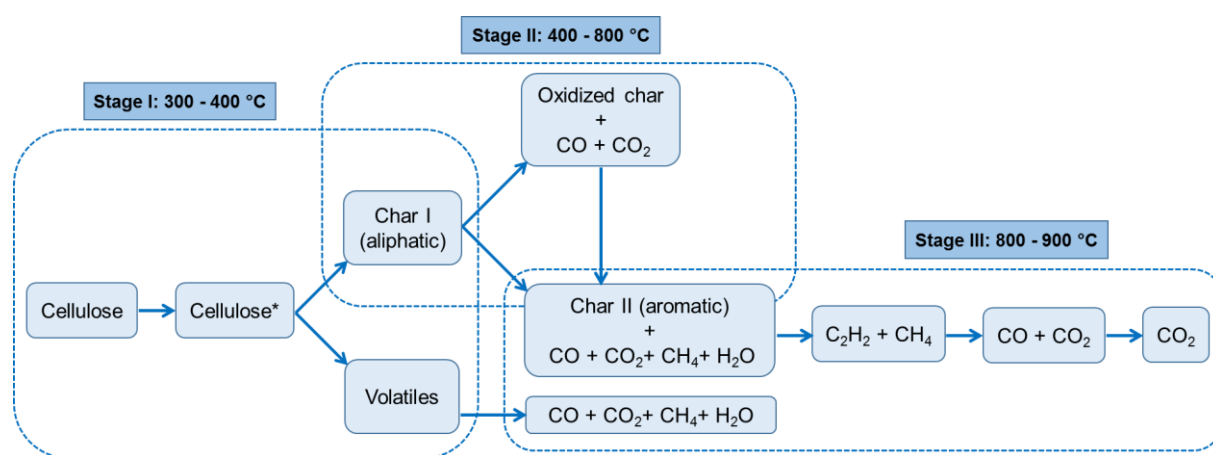 Stage II: 400 - 800 °C
Stage I: 300 - 400 °C
Oxidized char
+
CO + CO₂
Char I
(aliphatic)
Stage III: 800 - 900 °C
Cellulose
Cellulose*
Char II (aromatic)
+
CO + CO₂+ CH₄+ H₂O
C₂H₂ + CH₄
CO + CO₂
CO₂
Volatiles
CO + CO₂+ CH₄+ H₂O